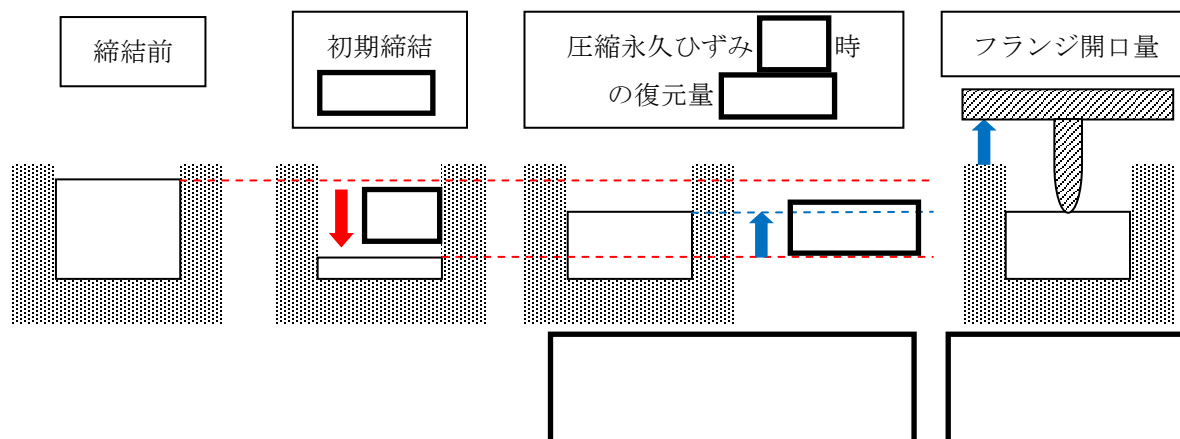 締結前
初期締結
圧縮永久ひずみ 時
の復元量
フランジ開口量